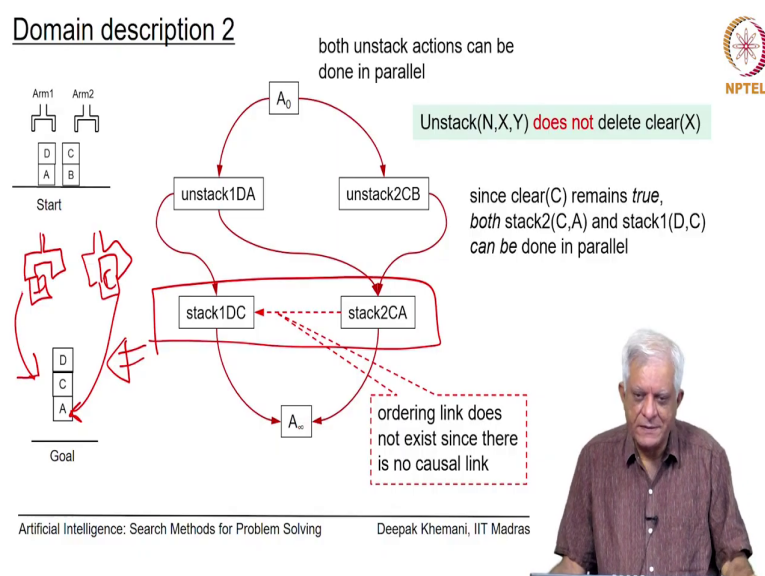 Domain description 2
both unstack actions can be
done in parallel
NPTEL
Arm1 Arm2
D C
A B
Start
A₀
Unstack(N,X,Y) does not delete clear(X)
unstack1DA unstack2CB
since clear(C) remains true,
both stack2(C,A) and stack1(D,C)
can be done in parallel
D C
stack1DC stack2CA
D
C
A
Goal
A∞
ordering link does
not exist since there
is no causal link
Artificial Intelligence: Search Methods for Problem Solving Deepak Khemani, IIT Madras